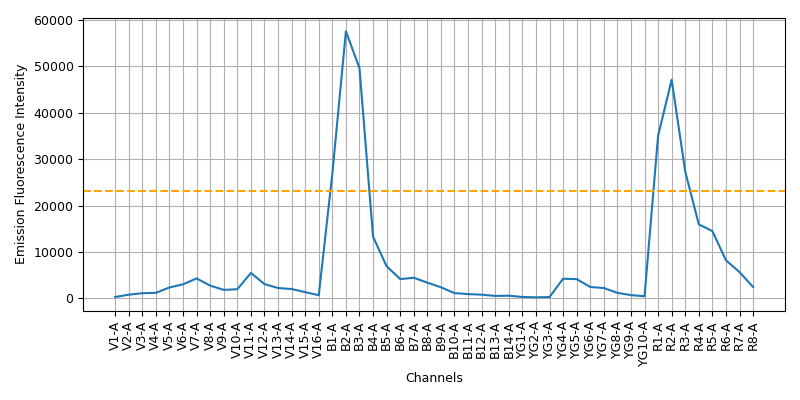 60000
50000
40000
30000
20000
10000
0
Emission Fluorescence Intensity
V1-A
V2-A
V3-A
V4-A
V5-A
V6-A
V7-A
V8-A
V9-A
V10-A
V11-A
V12-A
V13-A
V14-A
V15-A
V16-A
B1-A
B2-A
B3-A
B4-A
B5-A
B6-A
B7-A
B8-A
B9-A
B10-A
B11-A
B12-A
B13-A
B14-A
YG1-A
YG2-A
YG3-A
YG4-A
YG5-A
YG6-A
YG7-A
YG8-A
YG9-A
YG10-A
R1-A
R2-A
R3-A
R4-A
R5-A
R6-A
R7-A
R8-A
Channels